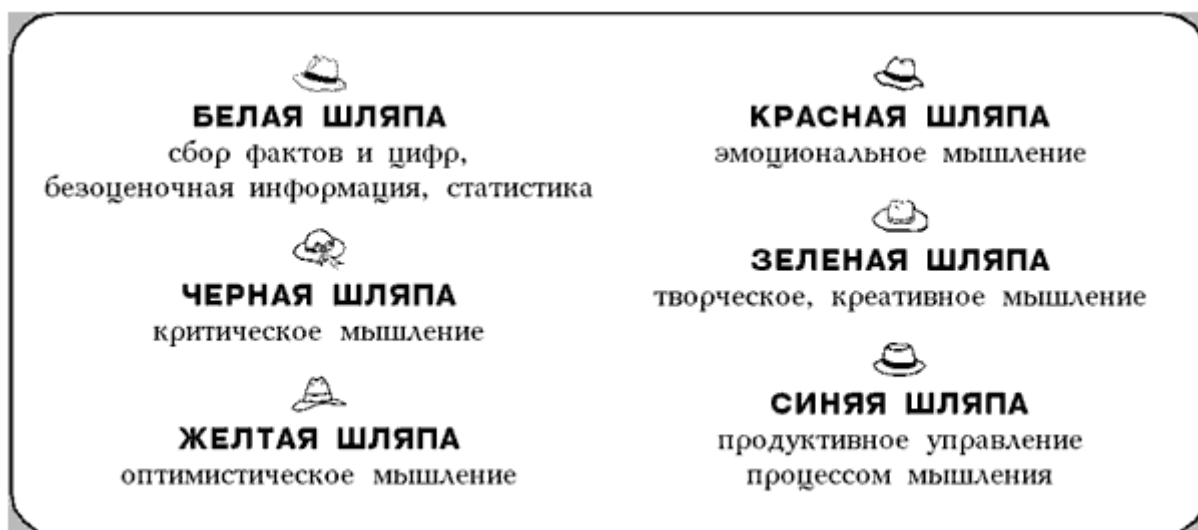 БЕЛАЯ ШЛЯПА
сбор фактов и цифр,
безоценочная информация, статистика
ЧЕРНАЯ ШЛЯПА
критическое мышление
ЖЕЛТАЯ ШЛЯПА
оптимистическое мышление
КРАСНАЯ ШЛЯПА
эмоциональное мышление
ЗЕЛЕНАЯ ШЛЯПА
творческое, креативное мышление
СИНЯЯ ШЛЯПА
продуктивное управление
процессом мышления